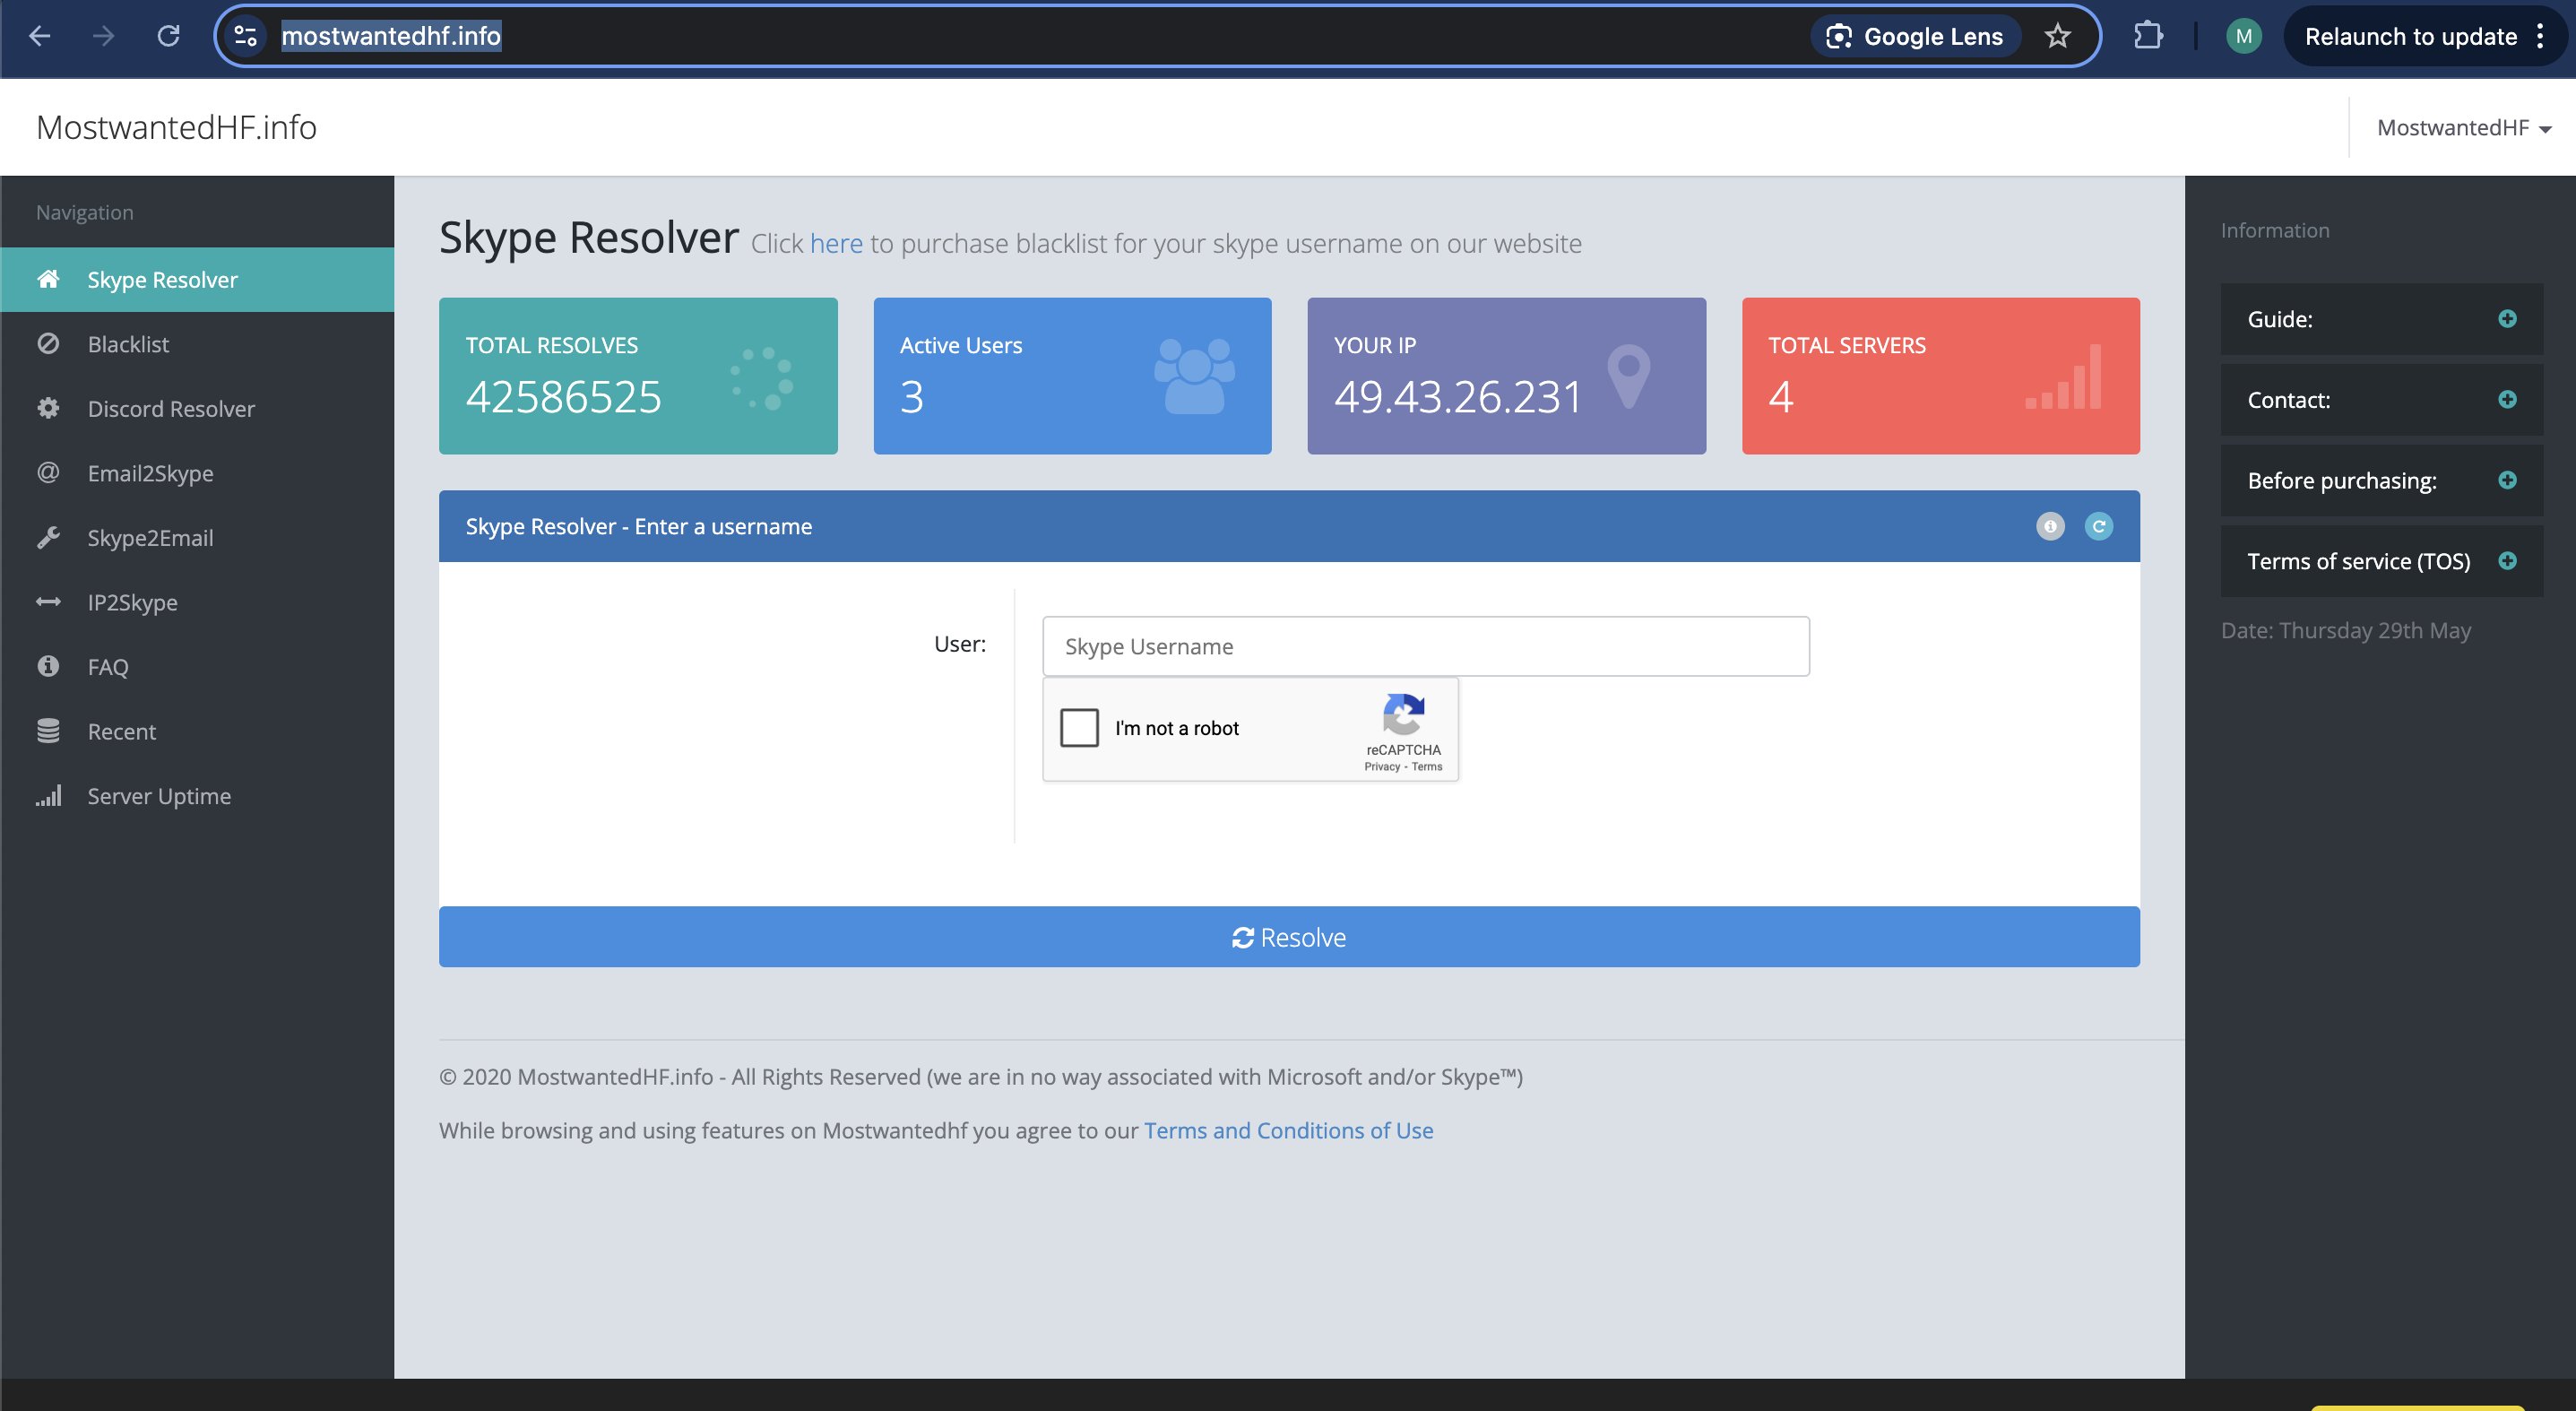 mostwantedhf.info
Google Lens
M
Relaunch to update
MostwantedHF.info
MostwantedHF
Navigation
Skype Resolver
Blacklist
Discord Resolver
Email2Skype
Skype2Email
IP2Skype
FAQ
Recent
Server Uptime
Skype Resolver Click here to purchase blacklist for your skype username on our website
TOTAL RESOLVES
42586525
Active Users
3
YOUR IP
49.43.26.231
TOTAL SERVERS
4
Skype Resolver - Enter a username
User:
Skype Username
I'm not a robot
reCAPTCHA
Privacy - Terms
Resolve
© 2020 MostwantedHF.info - All Rights Reserved (we are in no way associated with Microsoft and/or Skype™)
While browsing and using features on Mostwantedhf you agree to our Terms and Conditions of Use
Information
Guide:
Contact:
Before purchasing:
Terms of service (TOS)
Date: Thursday 29th May